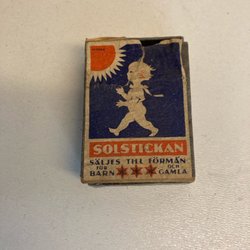 SOLSTICKAN
SÄLJES TILL FÖRMÅN
FÖR OCH
BARN GAMLA